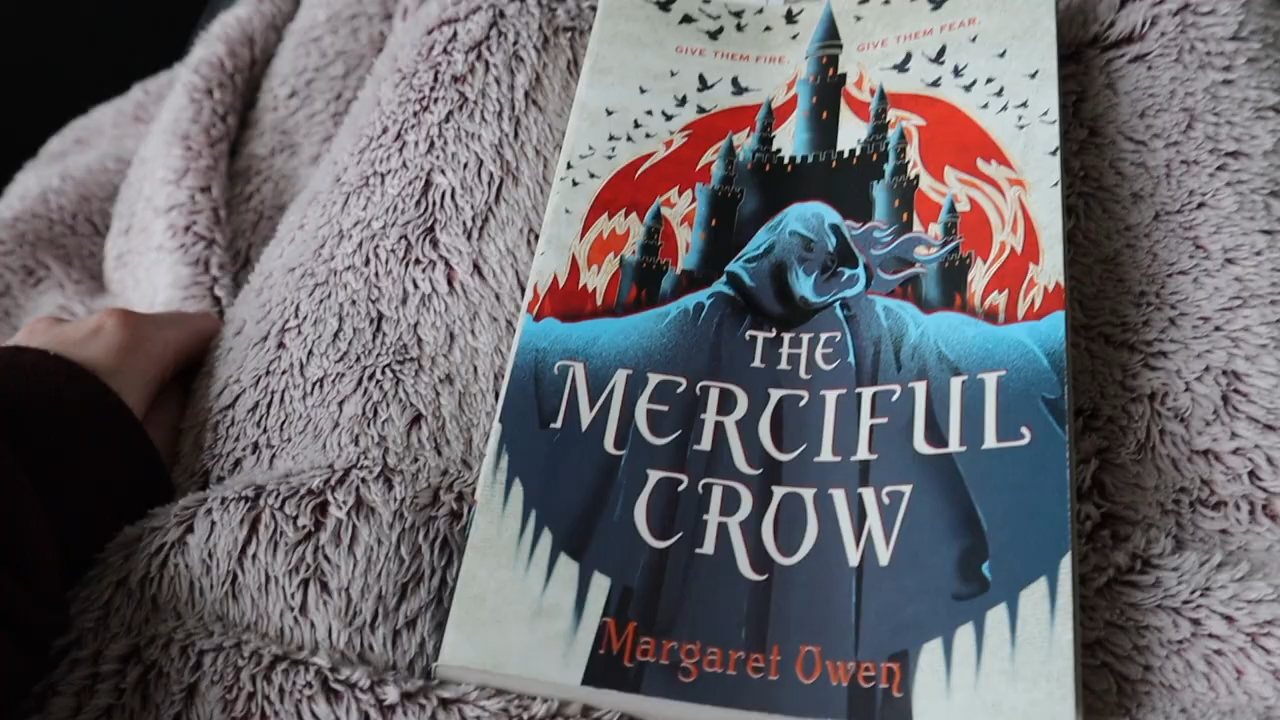 GIVE THEM FIRE. GIVE THEM FEAR.
THE
MERCIFUL
CROW
Margaret Owen